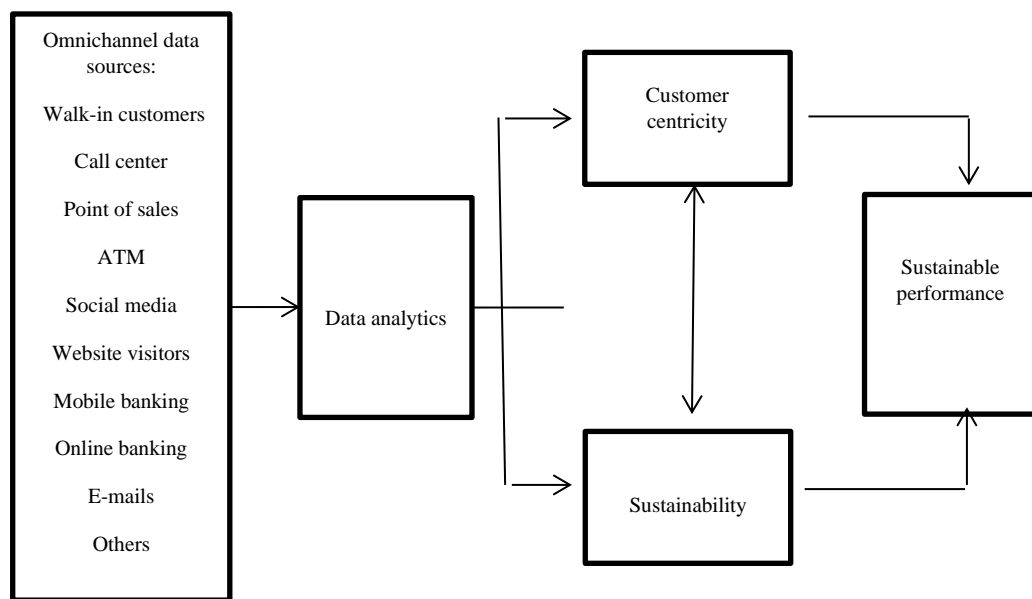 Omnichannel data
sources:
Walk-in customers
Call center
Point of sales
ATM
Social media
Website visitors
Mobile banking
Online banking
E-mails
Others
Data analytics
Customer
centricity
Sustainability
Sustainable
performance